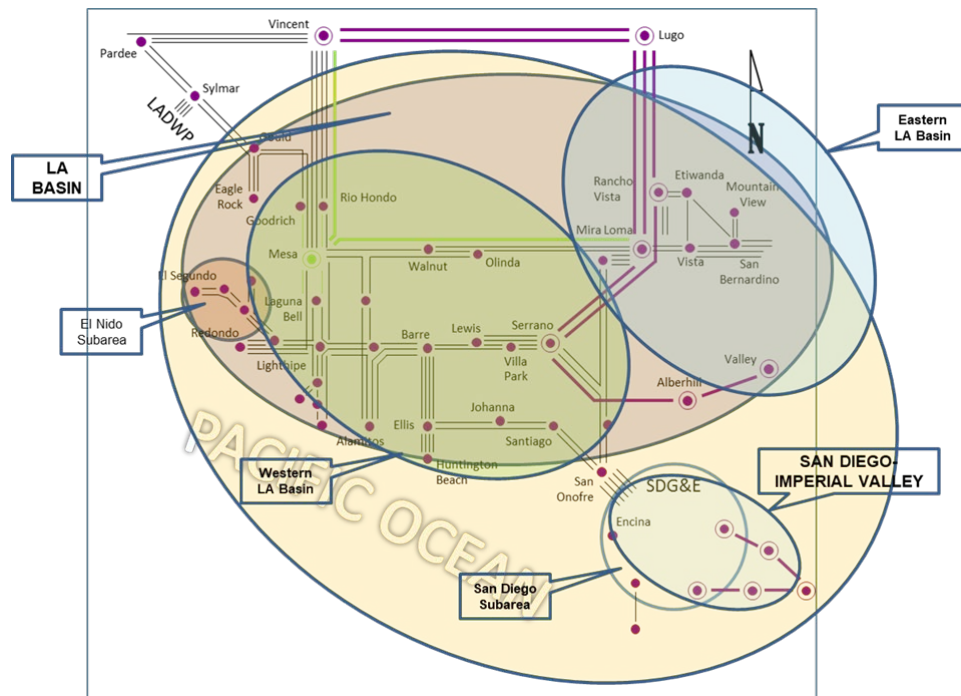 Vincent
Lugo
Pardee
Sylmar
LADWP
N
Eastern
LA Basin
LA
BASIN
Gould
Eagle
Rock
Goodrich
Rio Hondo
Rancho
Vista
Etiwanda
Mountain
View
Mira Loma
Mesa
Walnut
Olinda
Vista
San
Bernardino
El Segundo
El Nido
Subarea
Laguna
Bell
Redondo
Lighthipe
Barre
Lewis
Serrano
Villa
Park
Valley
Alberhill
Alamitos
Ellis
Johanna
Santiago
Huntington
Beach
Western
LA Basin
PACIFIC OCEAN
San
Onofre
SDG&E
SAN DIEGO-
IMPERIAL VALLEY
Encina
San Diego
Subarea